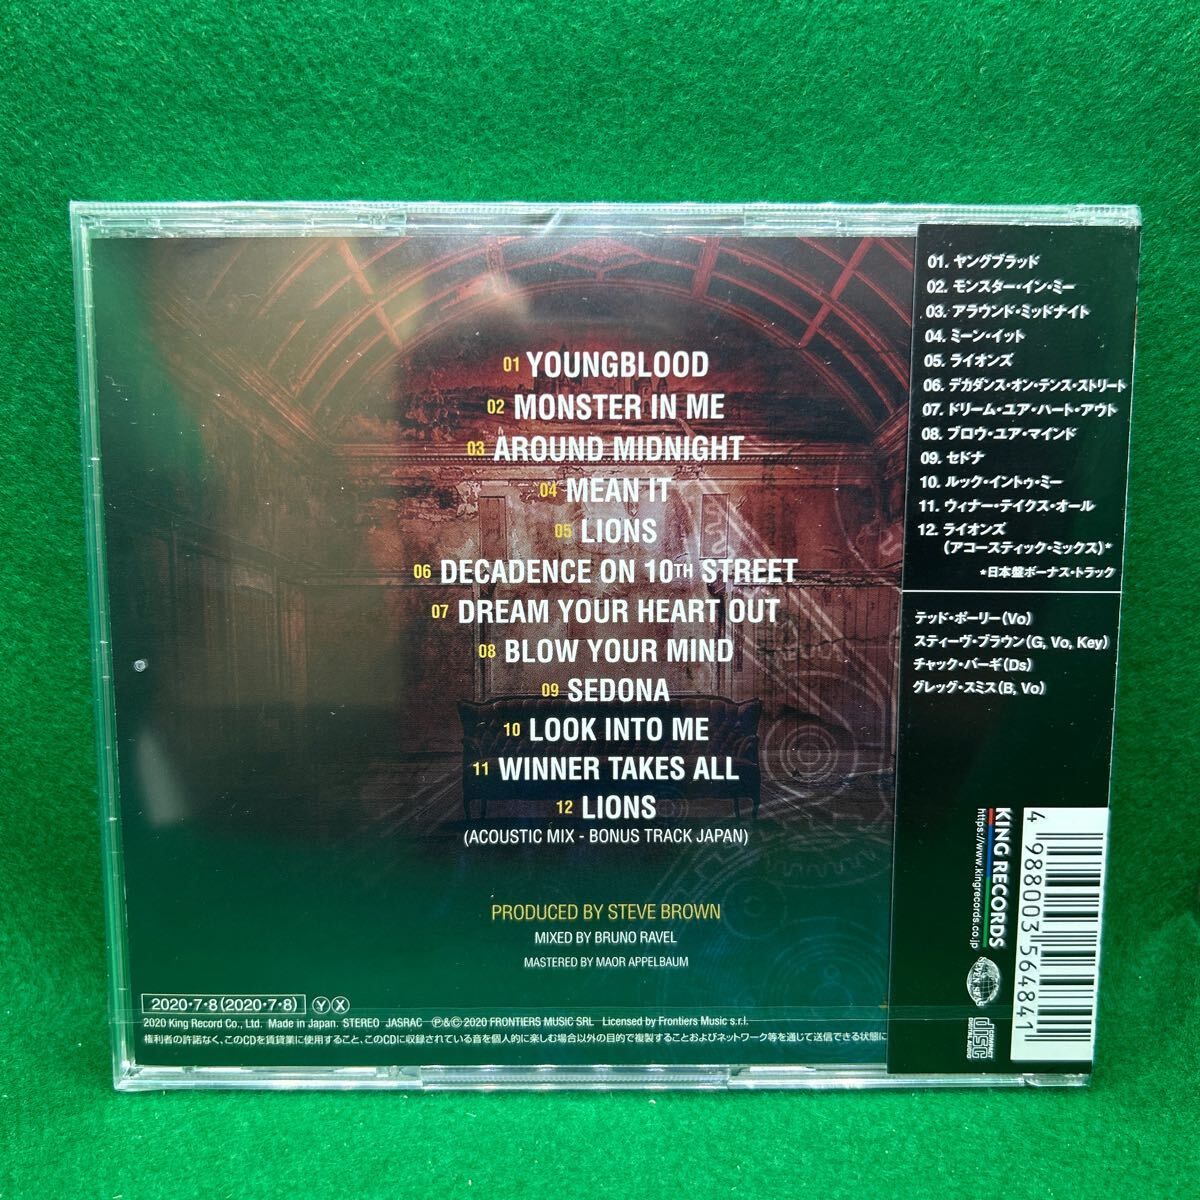 01 YOUNGBLOOD
02 MONSTER IN ME
03 AROUND MIDNIGHT
04 MEAN IT
05 LIONS
06 DECADENCE ON 10TH STREET
07 DREAM YOUR HEART OUT
08 BLOW YOUR MIND
09 SEDONA
10 LOOK INTO ME
11 WINNER TAKES ALL
12 LIONS
(ACOUSTIC MIX - BONUS TRACK JAPAN)
PRODUCED BY STEVE BROWN
MIXED BY BRUNO RAVEL
MASTERED BY MAOR APPELBAUM
2020・7・8(2020・7・8) Ⓨ Ⓧ
2020 King Record Co., Ltd. Made in Japan. STEREO JASRAC ℗&© 2020 FRONTIERS MUSIC SRL Licensed by Frontiers Music s.r.l.
権利者の許諾なく、このCDを賃貸業に使用すること、このCDに収録されている音を個人的に楽しむ場合以外の目的で複製することおよびネットワーク等を通じて送信できる状態に
01. ヤングブラッド
02. モンスター・イン・ミー
03. アラウンド・ミッドナイト
04. ミーン・イット
05. ライオンズ
06. デカダンス・オン・テンス・ストリート
07. ドリーム・ユア・ハート・アウト
08. ブロウ・ユア・マインド
09. セドナ
10. ルック・イントゥ・ミー
11. ウィナー・テイクス・オール
12. ライオンズ
(アコースティック・ミックス)*
*日本盤ボーナス・トラック
テッド・ポーリー(Vo)
スティーヴ・ブラウン(G, Vo, Key)
チャック・バーギ(Ds)
グレッグ・スミス(B, Vo)
KING RECORDS
https://www.kingrecords.co.jp
SEVEN SEAS
COMPACT
disc
DIGITAL AUDIO
4 988003 564841